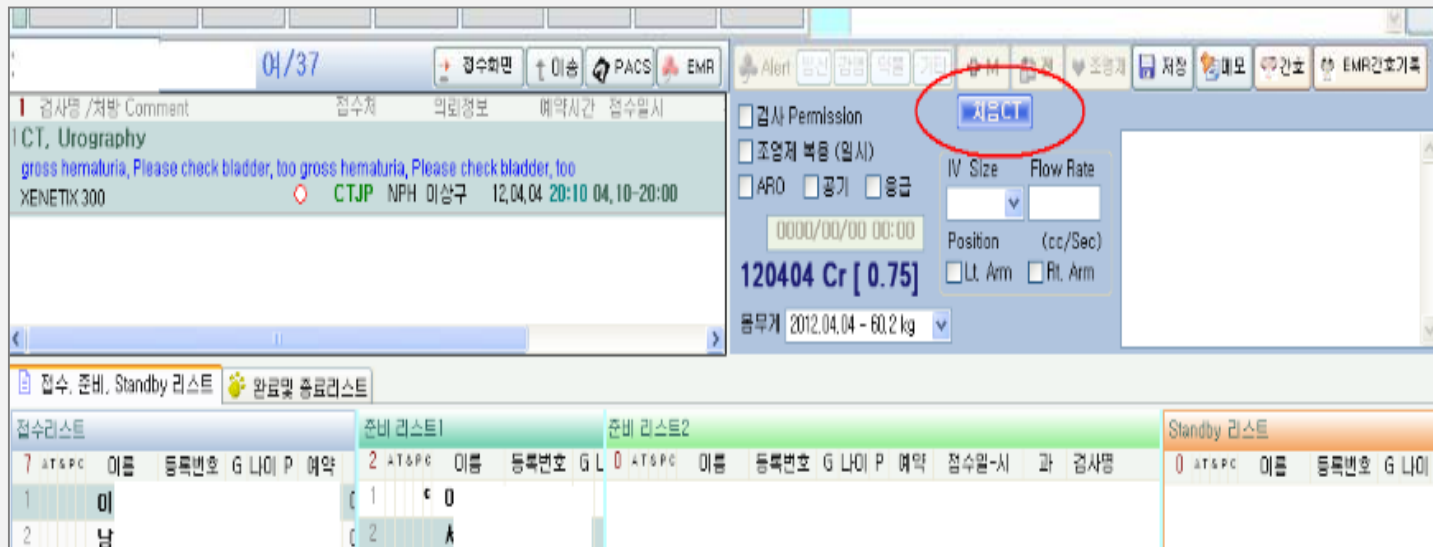 여/37
접수화면 이송 PACS EMR
Alert
저장 메모 간호 EMR간호기록
1 검사명 /처방 Comment 접수처 의뢰정보 예약시간 접수일시
검사 Permission
처음CT
1 CT, Urography
gross hematuria, Please check bladder, too gross hematuria, Please check bladder, too
XENETIX 300 CTJP NPH 이상구 12,04,04 20:10 04,10-20:00
조영제 복용 (일시)
ARO 공기 응급
IV Size Flow Rate
0000/00/00 00:00
Position (cc/Sec)
120404 Cr [ 0.75]
Lt. Arm Rt. Arm
몸무게 2012.04.04 - 60.2 kg
접수, 준비, Standby 리스트 완료및 종료리스트
접수리스트 준비 리스트1 준비 리스트2 Standby 리스트
7 ATSPC 이름 등록번호 G 나이 P 예약 2 ATSPC 이름 등록번호 G 0 ATSPC 이름 등록번호 G 나이 P 예약 접수일-시 과 검사명 0 ATSPC 이름 등록번호 G 나이
1 이 1
2 남 2